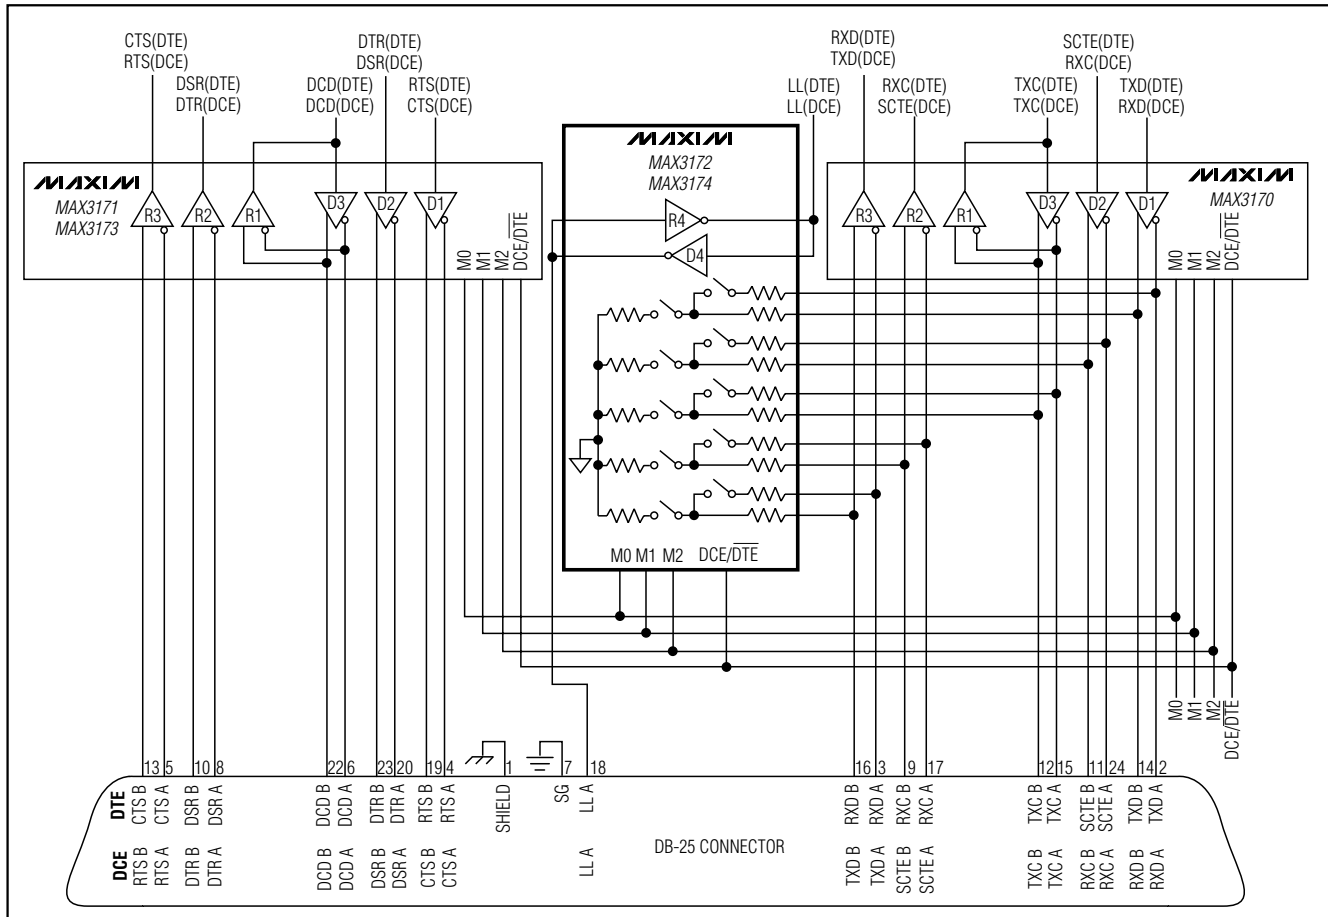 CTS(DTE)
RTS(DCE)
DSR(DTE)
DTR(DCE)
DCD(DTE)
DCD(DCE)
DTR(DTE)
DSR(DCE)
RTS(DTE)
CTS(DCE)
LL(DTE)
LL(DCE)
RXD(DTE)
TXD(DCE)
RXC(DTE)
SCTE(DCE)
TXC(DTE)
TXC(DCE)
SCTE(DTE)
RXC(DCE)
TXD(DTE)
RXD(DCE)
MAXIM
MAX3171
MAX3173
R3 R2 R1 D3 D2 D1
M0 M1 M2 DCE/DTE
MAXIM
MAX3172
MAX3174
R4
D4
M0 M1 M2 DCE/DTE
MAXIM
MAX3170
R3 R2 R1 D3 D2 D1
M0 M1 M2 DCE/DTE
M0 M1 M2 DCE/DTE
13 5 10 8 22 6 23 20 19 4 1 7 18 16 3 9 17 12 15 11 24 14 2
DTE CTS B CTS A DSR B DSR A DCD B DCD A DTR B DTR A RTS B RTS A SHIELD SG LL A RXD B RXD A RXC B RXC A TXC B TXC A SCTE B SCTE A TXD B TXD A
DB-25 CONNECTOR
DCE RTS B RTS A DTR B DTR A DCD B DCD A DSR B DSR A CTS B CTS A LL A TXD B TXD A SCTE B SCTE A TXC B TXC A RXC B RXC A RXD B RXD A